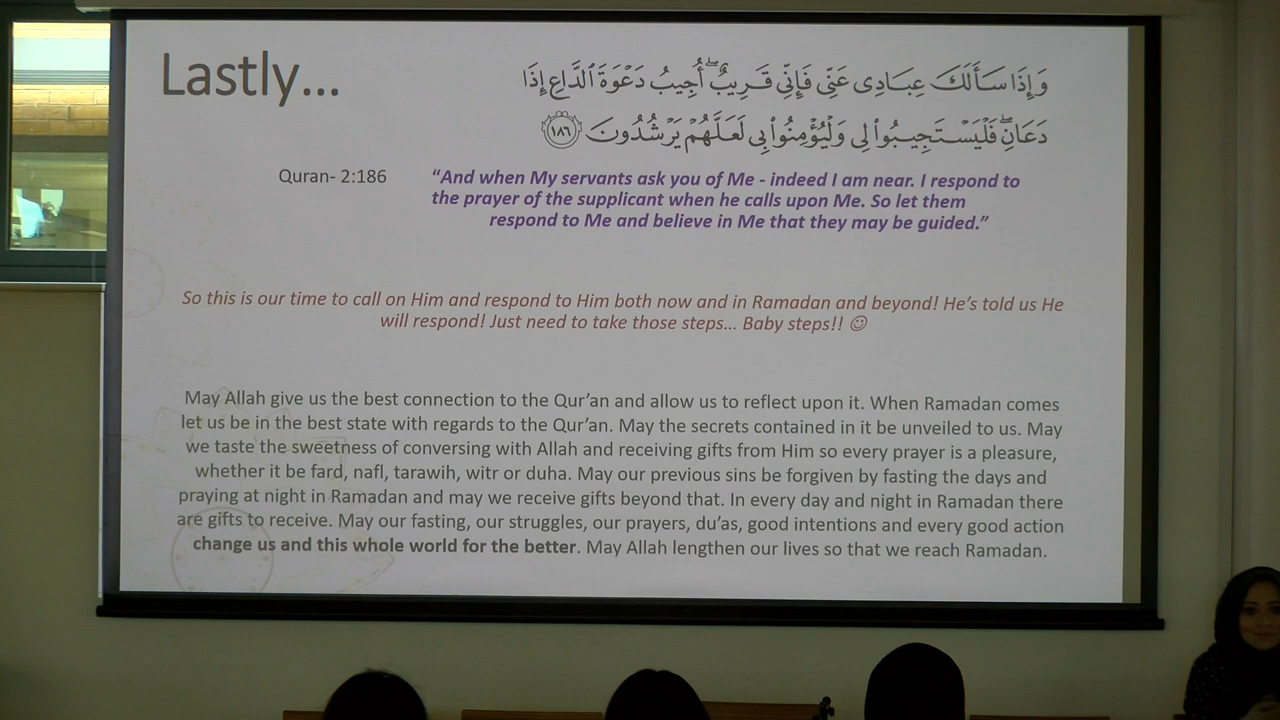 Lastly...
وَإِذَا سَأَلَكَ عِبَادِى عَنِّى فَإِنِّى قَرِيبٌ ۖ أُجِيبُ دَعْوَةَ ٱلدَّاعِ إِذَا
دَعَانِ ۖ فَلْيَسْتَجِيبُوا۟ لِى وَلْيُؤْمِنُوا۟ بِى لَعَلَّهُمْ يَرْشُدُونَ ١٨٦
Quran- 2:186
“And when My servants ask you of Me - indeed I am near. I respond to
the prayer of the supplicant when he calls upon Me. So let them
respond to Me and believe in Me that they may be guided.”
So this is our time to call on Him and respond to Him both now and in Ramadan and beyond! He’s told us He
will respond! Just need to take those steps... Baby steps!! ☺
May Allah give us the best connection to the Qur’an and allow us to reflect upon it. When Ramadan comes
let us be in the best state with regards to the Qur’an. May the secrets contained in it be unveiled to us. May
we taste the sweetness of conversing with Allah and receiving gifts from Him so every prayer is a pleasure,
whether it be fard, nafl, tarawih, witr or duha. May our previous sins be forgiven by fasting the days and
praying at night in Ramadan and may we receive gifts beyond that. In every day and night in Ramadan there
are gifts to receive. May our fasting, our struggles, our prayers, du’as, good intentions and every good action
change us and this whole world for the better. May Allah lengthen our lives so that we reach Ramadan.